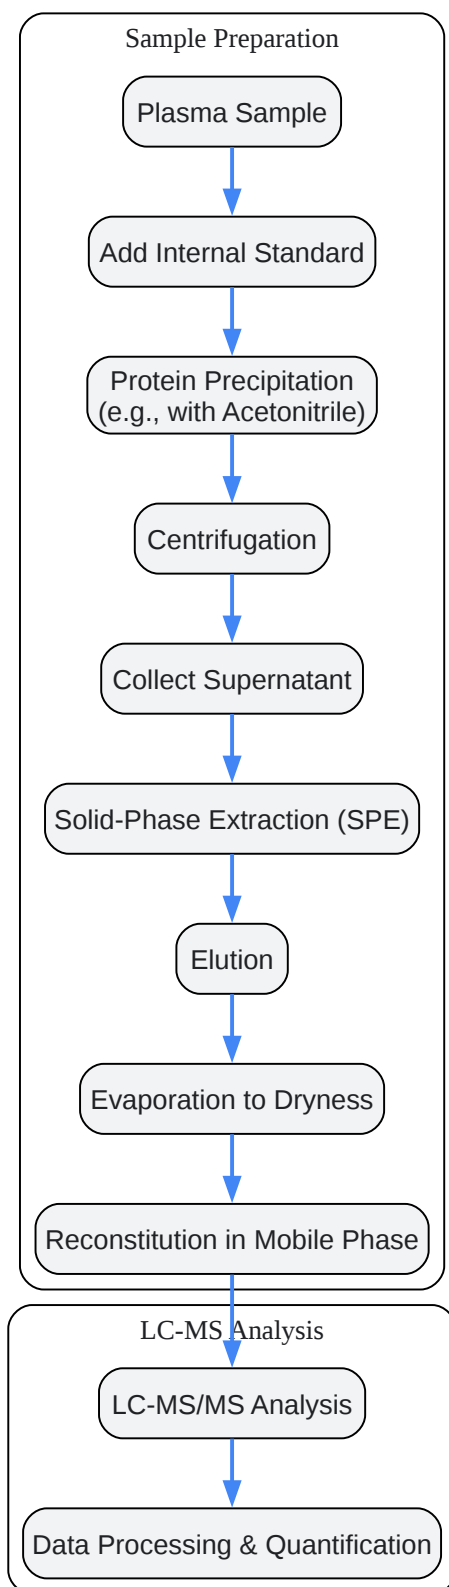 Sample Preparation
Plasma Sample
Add Internal Standard
Protein Precipitation
(e.g., with Acetonitrile)
Centrifugation
Collect Supernatant
Solid-Phase Extraction (SPE)
Elution
Evaporation to Dryness
Reconstitution in Mobile Phase
LC-MS Analysis
LC-MS/MS Analysis
Data Processing & Quantification